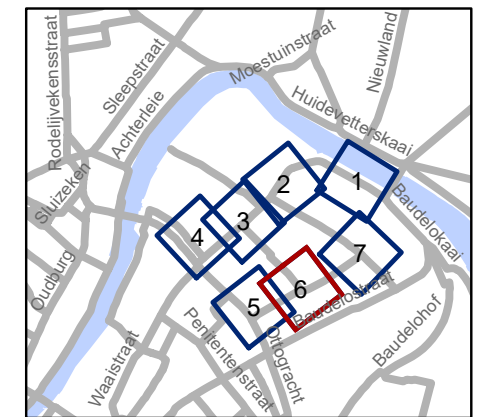 Rodelijvekensstraat
Sleepstraat
Achterleie
Moestuinstraat
Nieuwland
Huidevetterskaai
Sluizeken
Oudburg
Waaistraat
Penitentenstraat
Ottogracht
Baudelostraat
Baudelokaai
Baudelohof
1
2
3
4
5
6
7